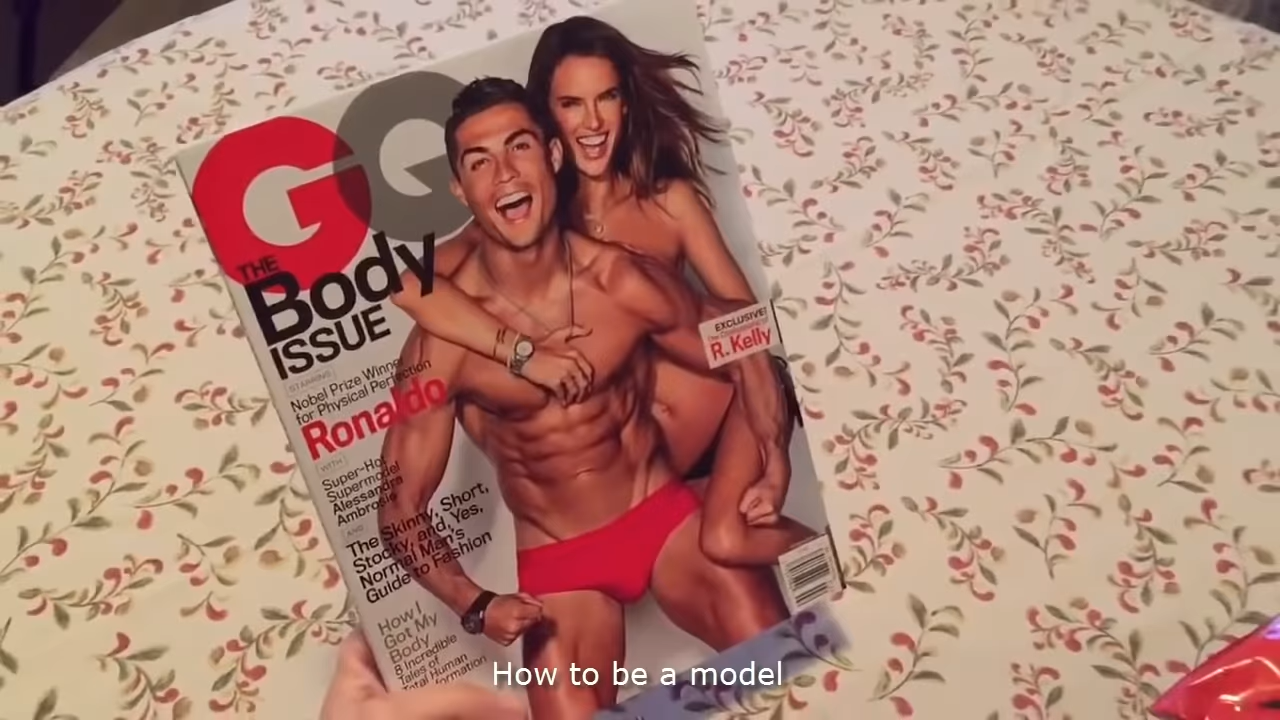 GQ
THE
Body
ISSUE
STARRING
Nobel Prize Winner
for Physical Perfection
Ronaldo
WITH
Super-Hot
Supermodel
Alessandra
Ambrosio
AND
The Skinny, Short,
Stocky, and, Yes,
Normal Man's
Guide to Fashion
How I
Got My
Body
8 Incredible
Tales of
Total Human
EXCLUSIVE!
R. Kelly
How to be a model